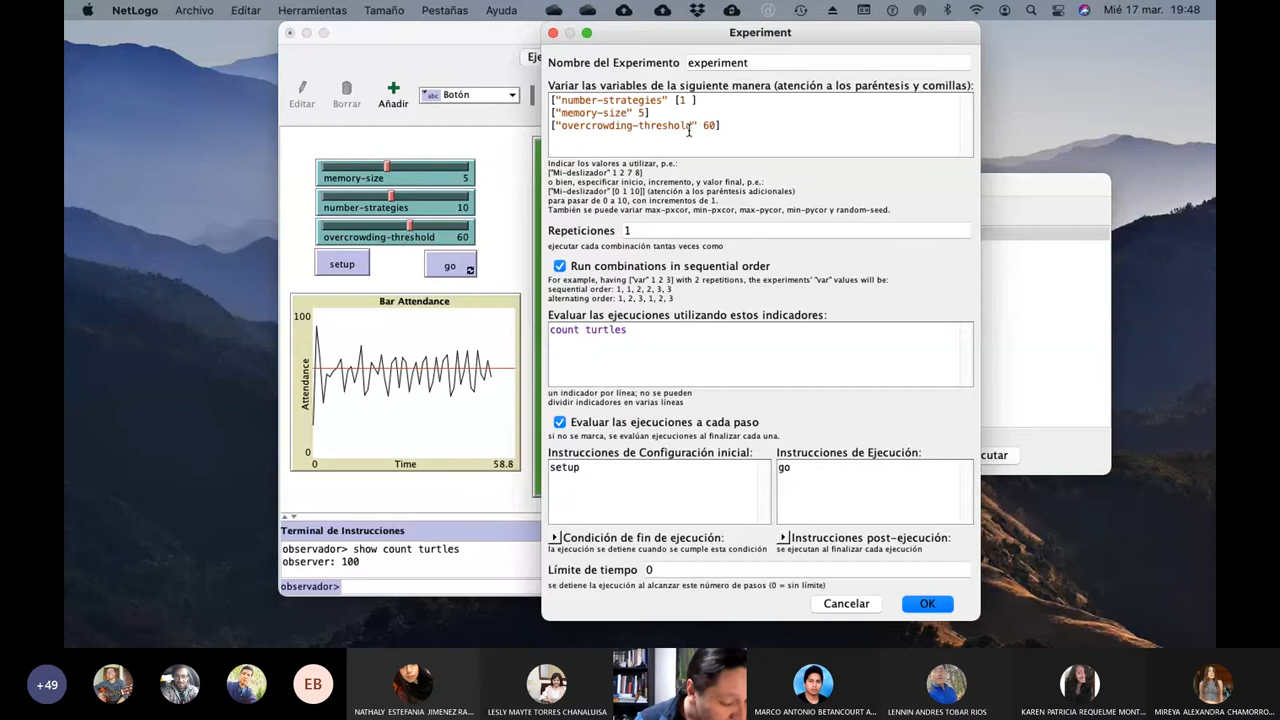 NetLogo Archivo Editar Herramientas Tamaño Pestañas Ayuda Mié 17 mar. 19:48
Experiment
Eje
Editar Borrar Añadir Botón
memory-size 5
number-strategies 10
overcrowding-threshold 60
setup go
Bar Attendance
100
Attendance
0
0 Time 58.8
Terminal de Instrucciones
observador> show count turtles
observer: 100
observador>
Nombre del Experimento experiment
Variar las variables de la siguiente manera (atención a los paréntesis y comillas):
["number-strategies" [1 ]
["memory-size" 5]
["overcrowding-threshold" 60]
Indicar los valores a utilizar, p.e.:
["Mi-deslizador" 1 2 7 8]
o bien, especificar inicio, incremento, y valor final, p.e.:
["Mi-deslizador" [0 1 10]] (atención a los paréntesis adicionales)
para pasar de 0 a 10, con incrementos de 1.
También se puede variar max-pxcor, min-pxcor, max-pycor, min-pycor y random-seed.
Repeticiones 1
ejecutar cada combinación tantas veces como
Run combinations in sequential order
For example, having ["var" 1 2 3] with 2 repetitions, the experiments' "var" values will be:
sequential order: 1, 1, 2, 2, 3, 3
alternating order: 1, 2, 3, 1, 2, 3
Evaluar las ejecuciones utilizando estos indicadores:
count turtles
un indicador por línea; no se pueden
dividir indicadores en varias líneas
Evaluar las ejecuciones a cada paso
si no se marca, se evalúan ejecuciones al finalizar cada una.
Instrucciones de Configuración inicial: Instrucciones de Ejecución:
setup go
Condición de fin de ejecución: Instrucciones post-ejecución:
la ejecución se detiene cuando se cumple esta condición se ejecutan al finalizar cada ejecución
Límite de tiempo 0
se detiene la ejecución al alcanzar este número de pasos (0 = sin límite)
Cancelar OK
cutar
+49 EB
NATHALY ESTEFANIA JIMENEZ RA... LESLY MAYTE TORRES CHANALUISA MARCO ANTONIO BETANCOURT A... LENNIN ANDRES TOBAR RIOS KAREN PATRICIA REQUELME MONT... MIREYA ALEXANDRA CHAMORRO...